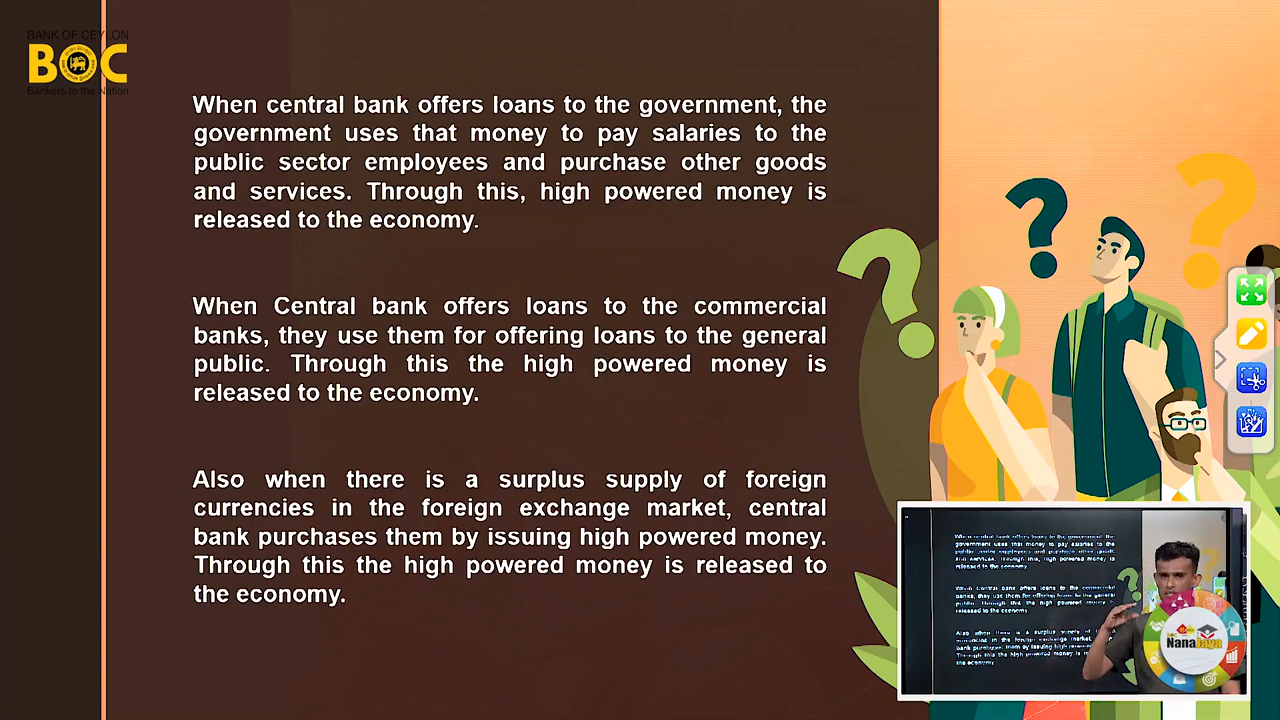 BANK OF CEYLON
BOC
Bankers to the Nation
When central bank offers loans to the government, the
government uses that money to pay salaries to the
public sector employees and purchase other goods
and services. Through this, high powered money is
released to the economy.
When Central bank offers loans to the commercial
banks, they use them for offering loans to the general
public. Through this the high powered money is
released to the economy.
Also when there is a surplus supply of foreign
currencies in the foreign exchange market, central
bank purchases them by issuing high powered money.
Through this the high powered money is released to
the economy.
NanaJaya